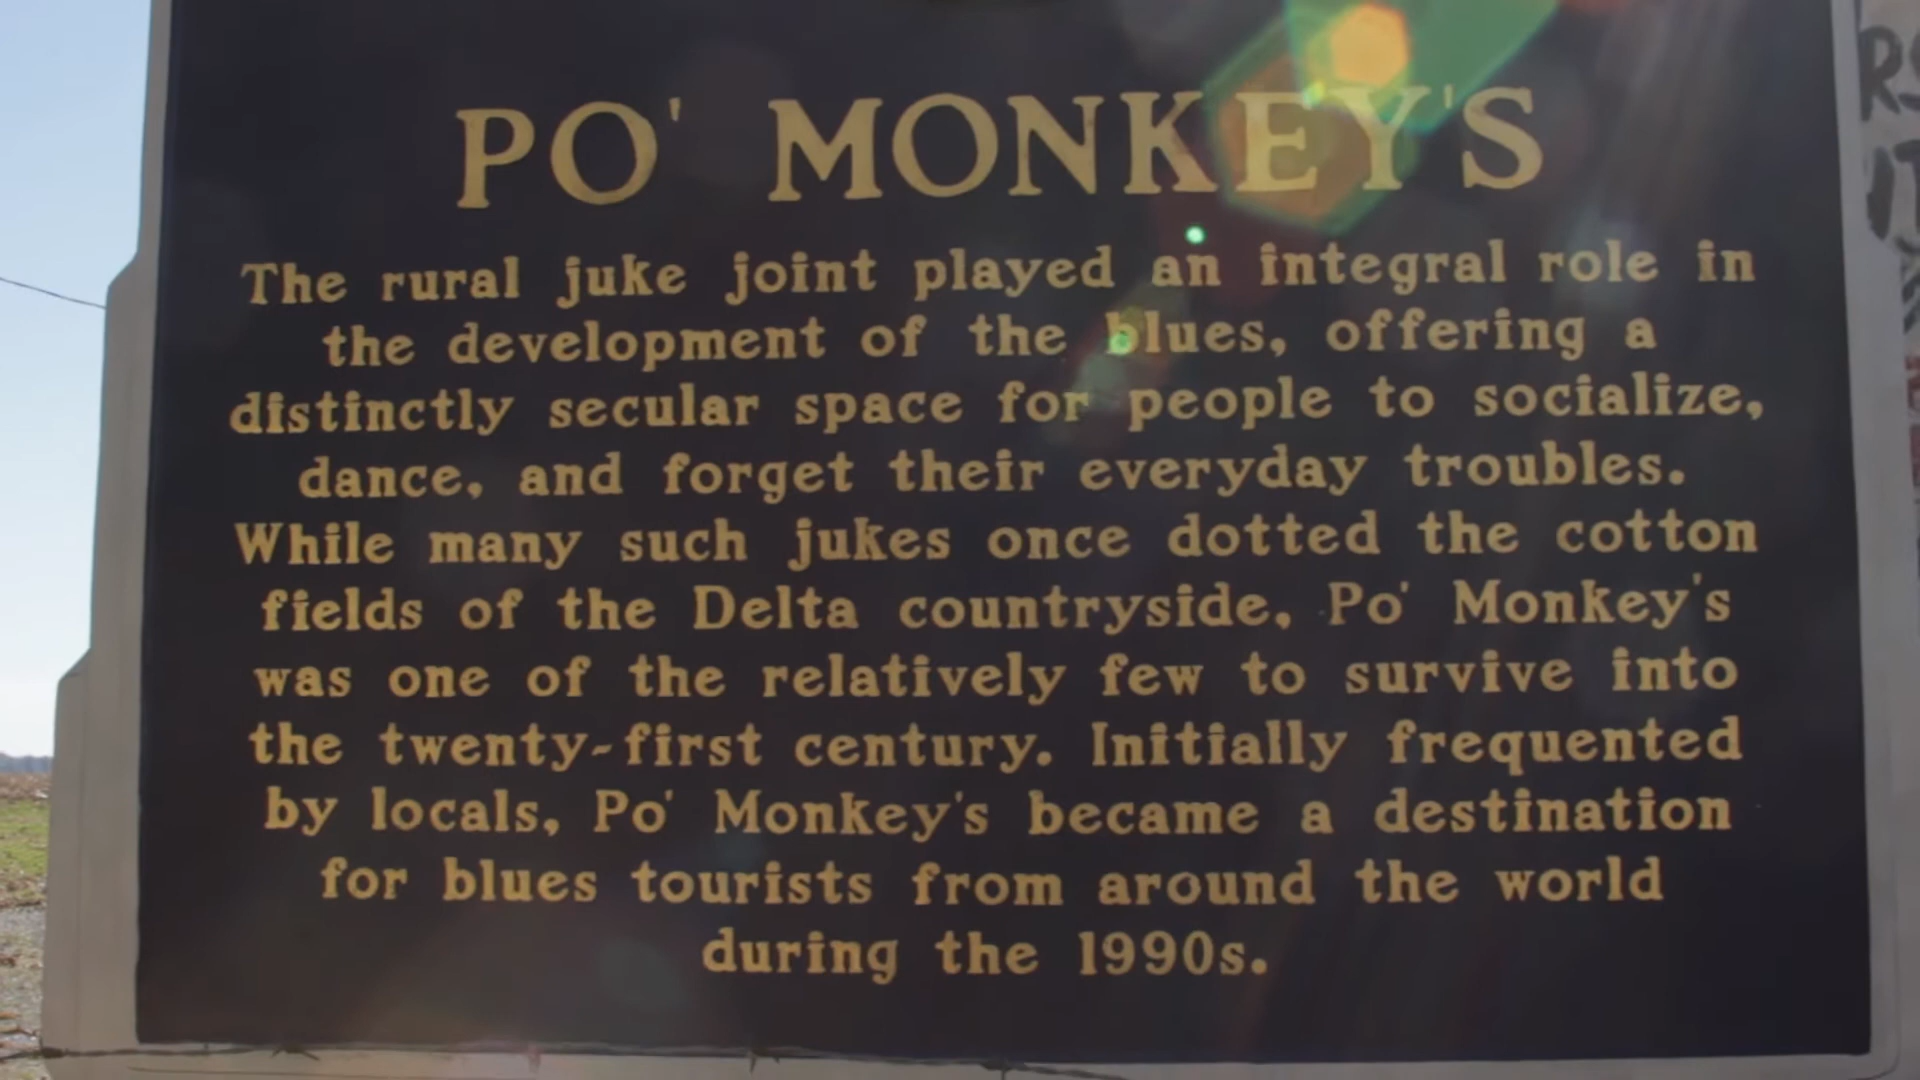 PO' MONKEY'S
The rural juke joint played an integral role in
the development of the blues, offering a
distinctly secular space for people to socialize,
dance, and forget their everyday troubles.
While many such jukes once dotted the cotton
fields of the Delta countryside, Po' Monkey's
was one of the relatively few to survive into
the twenty-first century. Initially frequented
by locals, Po' Monkey's became a destination
for blues tourists from around the world
during the 1990s.